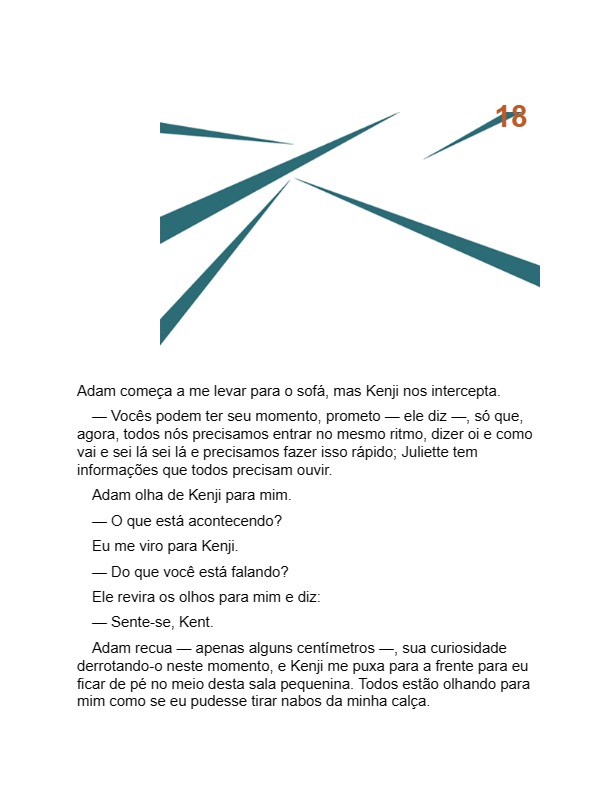 18
Adam começa a me levar para o sofá, mas Kenji nos intercepta.
— Vocês podem ter seu momento, prometo — ele diz —, só que,
agora, todos nós precisamos entrar no mesmo ritmo, dizer oi e como
vai e sei lá sei lá e precisamos fazer isso rápido; Juliette tem
informações que todos precisam ouvir.
Adam olha de Kenji para mim.
— O que está acontecendo?
Eu me viro para Kenji.
— Do que você está falando?
Ele revira os olhos para mim e diz:
— Sente-se, Kent.
Adam recua — apenas alguns centímetros —, sua curiosidade
derrotando-o neste momento, e Kenji me puxa para a frente para eu
ficar de pé no meio desta sala pequenina. Todos estão olhando para
mim como se eu pudesse tirar nabos da minha calça.